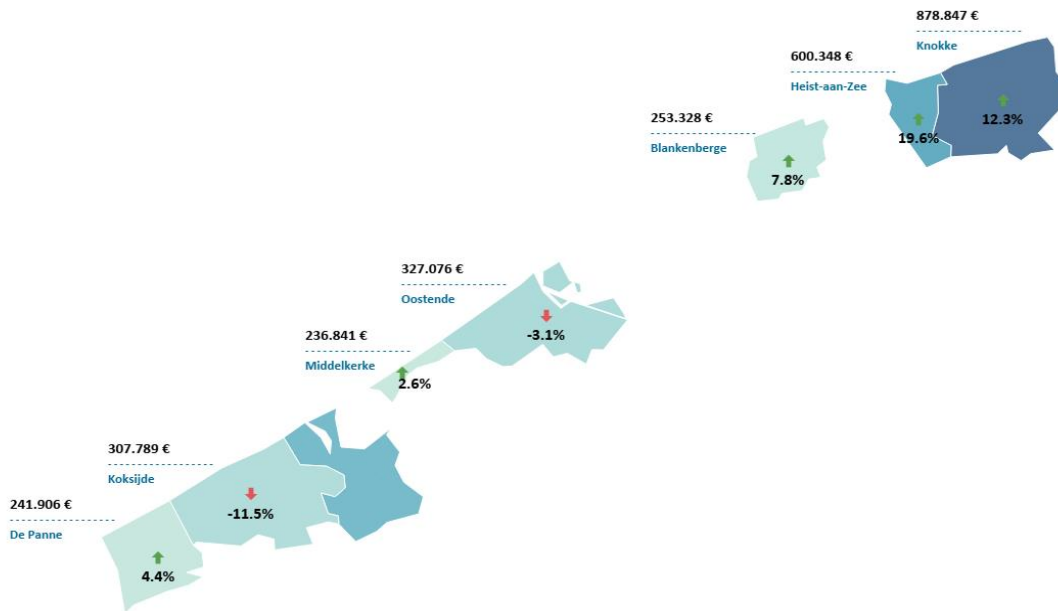 878.847 €
Knokke
12.3%
600.348 €
Heist-aan-Zee
19.6%
253.328 €
Blankenberge
7.8%
327.076 €
Oostende
-3.1%
236.841 €
Middelkerke
2.6%
307.789 €
Koksijde
-11.5%
241.906 €
De Panne
4.4%